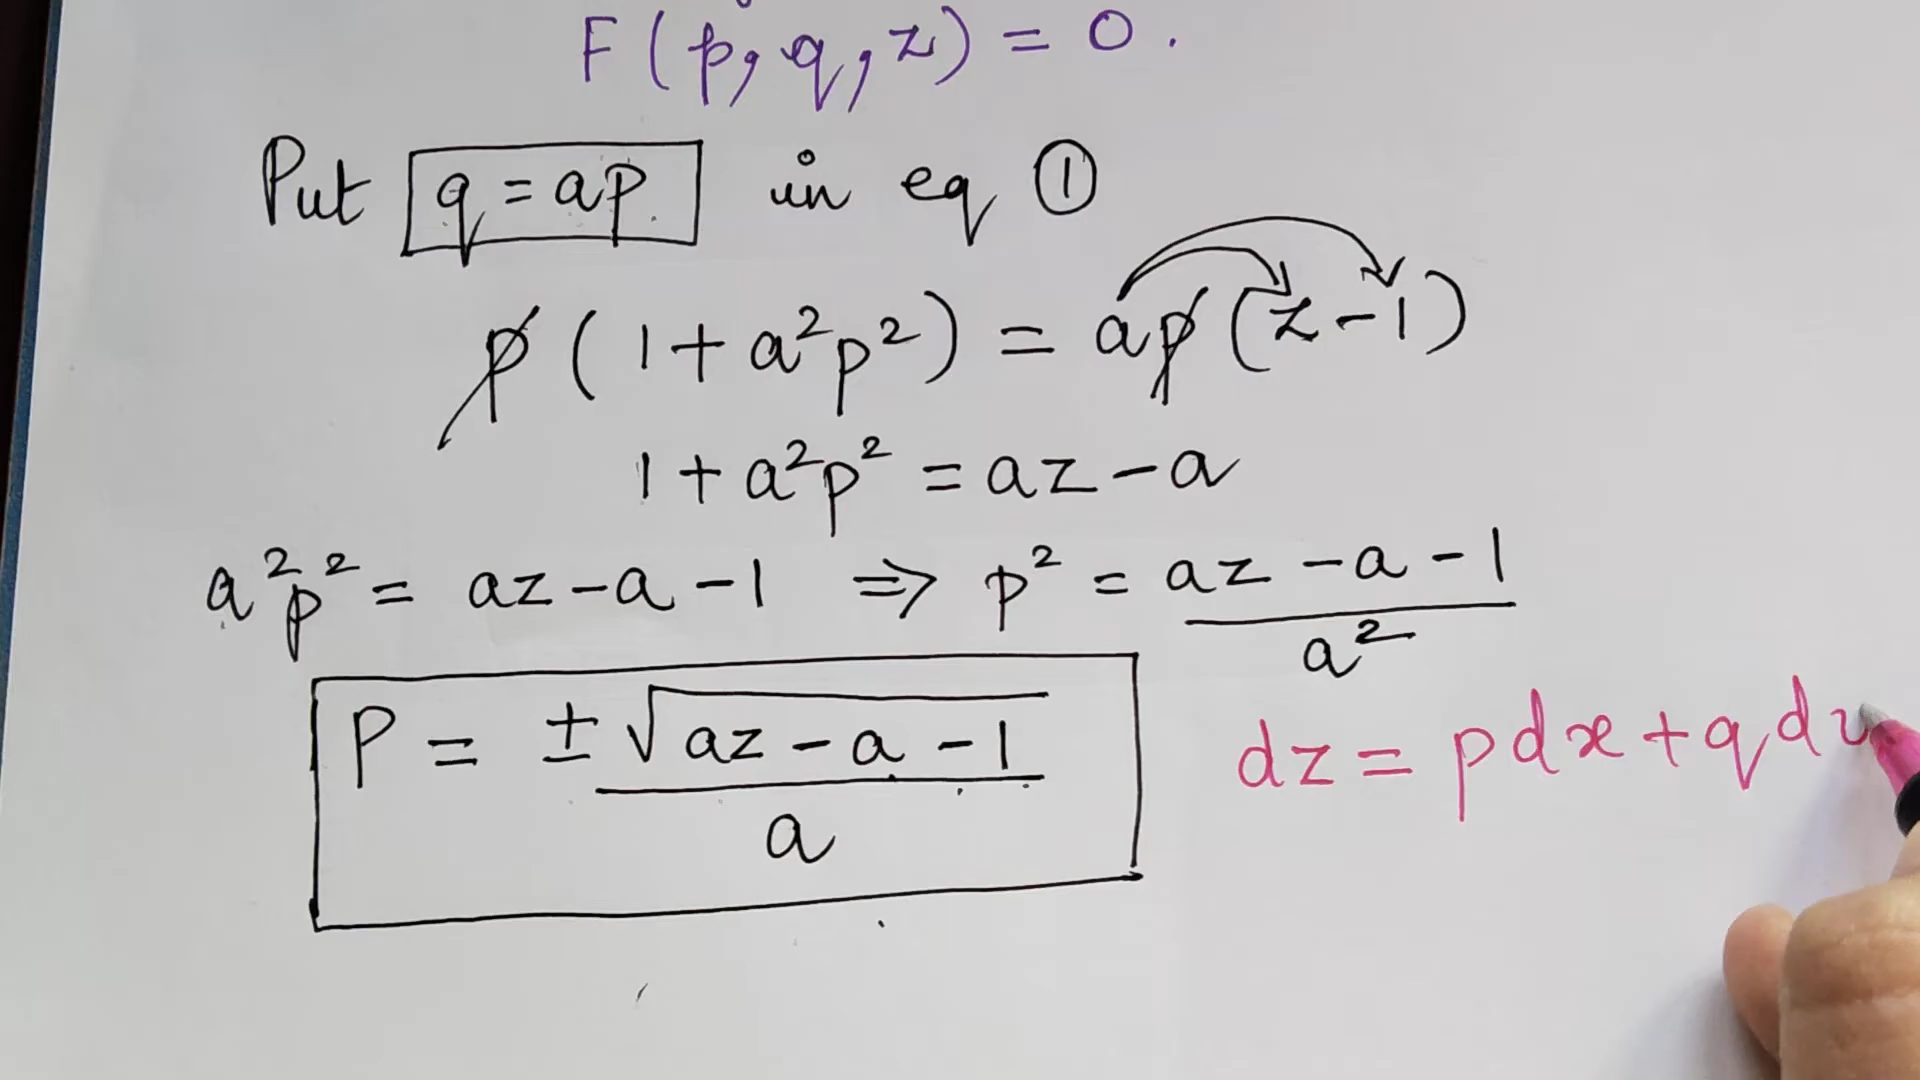 F(p,q,z) = 0.
Put q = ap in eq ①
p(1+a²p²) = ap(z-1)
1+a²p² = az-a
a²p² = az-a-1 ⇒ p² = (az-a-1)/a²
P = ±√(az-a-1)/a
dz = pdx+qd